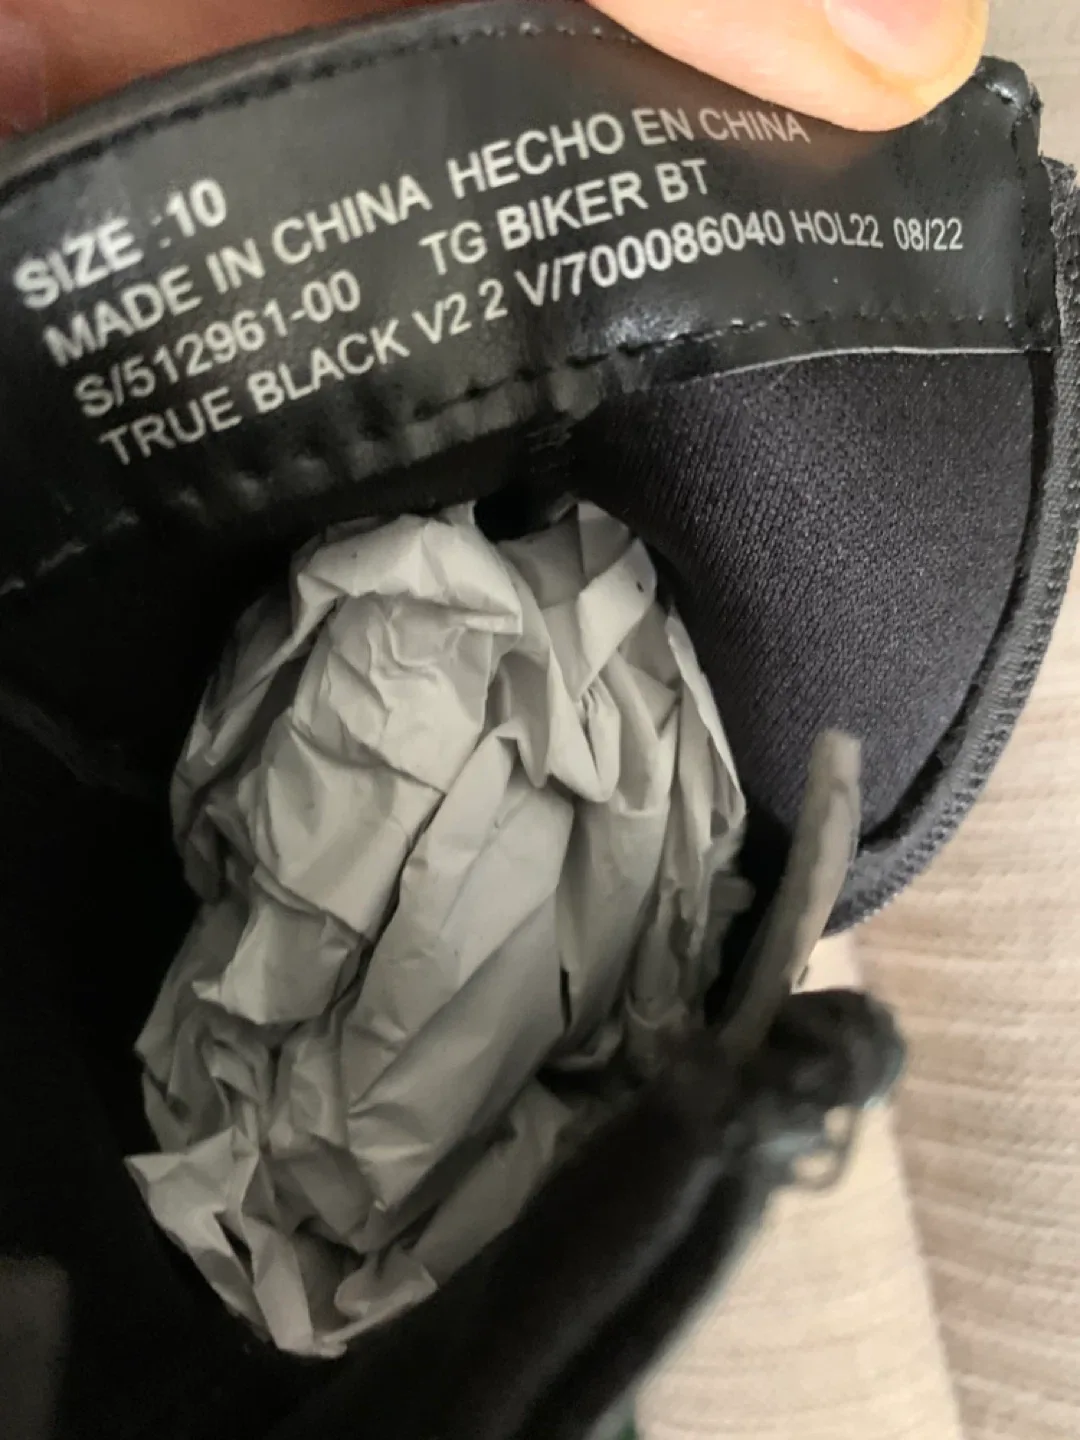 SIZE :10
MADE IN CHINA HECHO EN CHINA
S/512961-00 TG BIKER BT
TRUE BLACK V2 2 V/700086040 HOL22 08/22